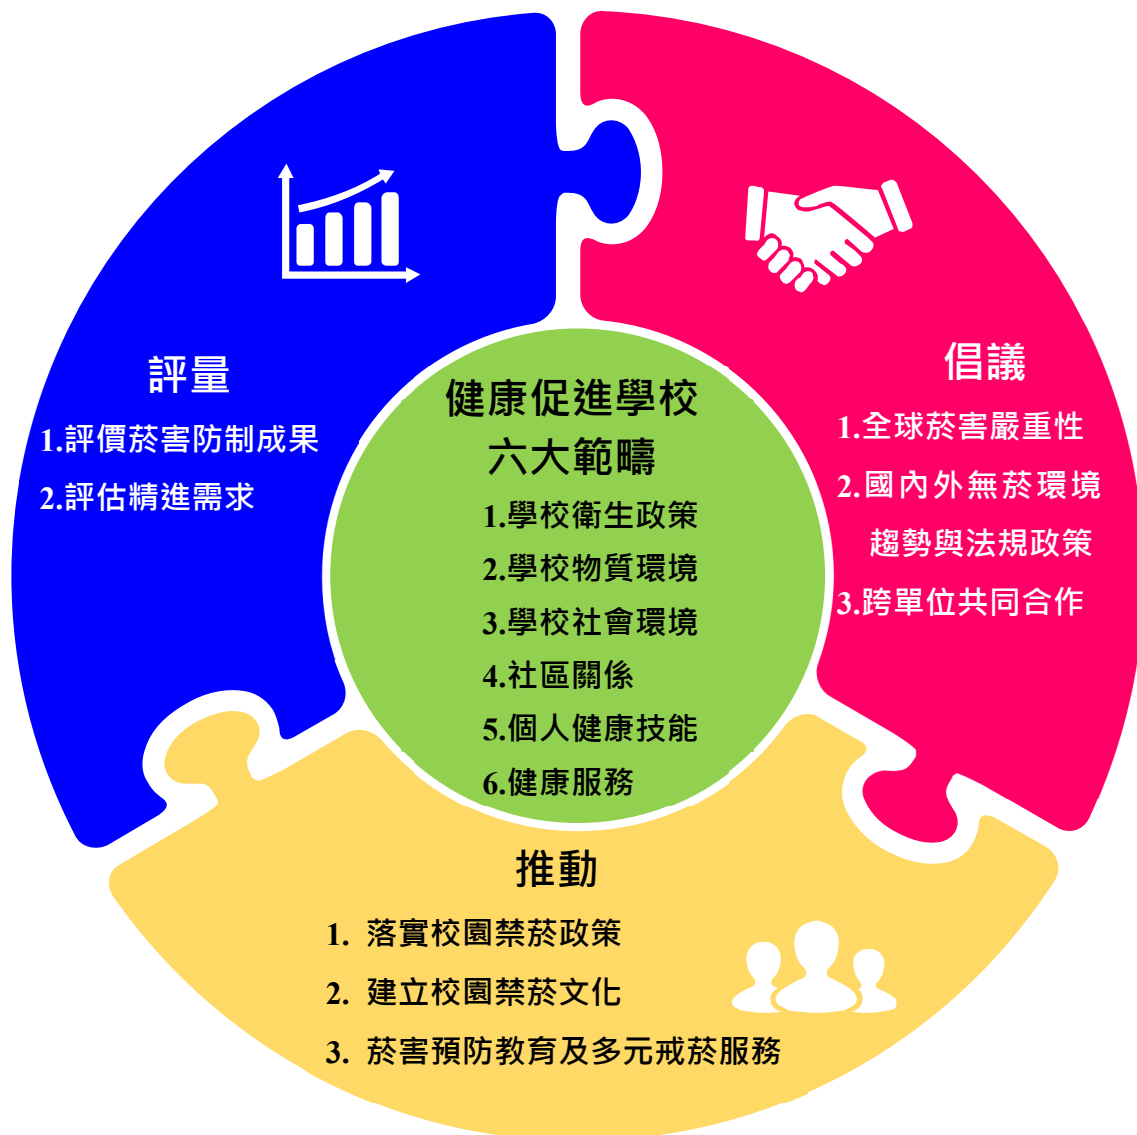 評量
1.評價菸害防制成果
2.評估精進需求
健康促進學校
六大範疇
1.學校衛生政策
2.學校物質環境
3.學校社會環境
4.社區關係
5.個人健康技能
6.健康服務
倡議
1.全球菸害嚴重性
2.國內外無菸環境
趨勢與法規政策
3.跨單位共同合作
推動
1. 落實校園禁菸政策
2. 建立校園禁菸文化
3. 菸害預防教育及多元戒菸服務